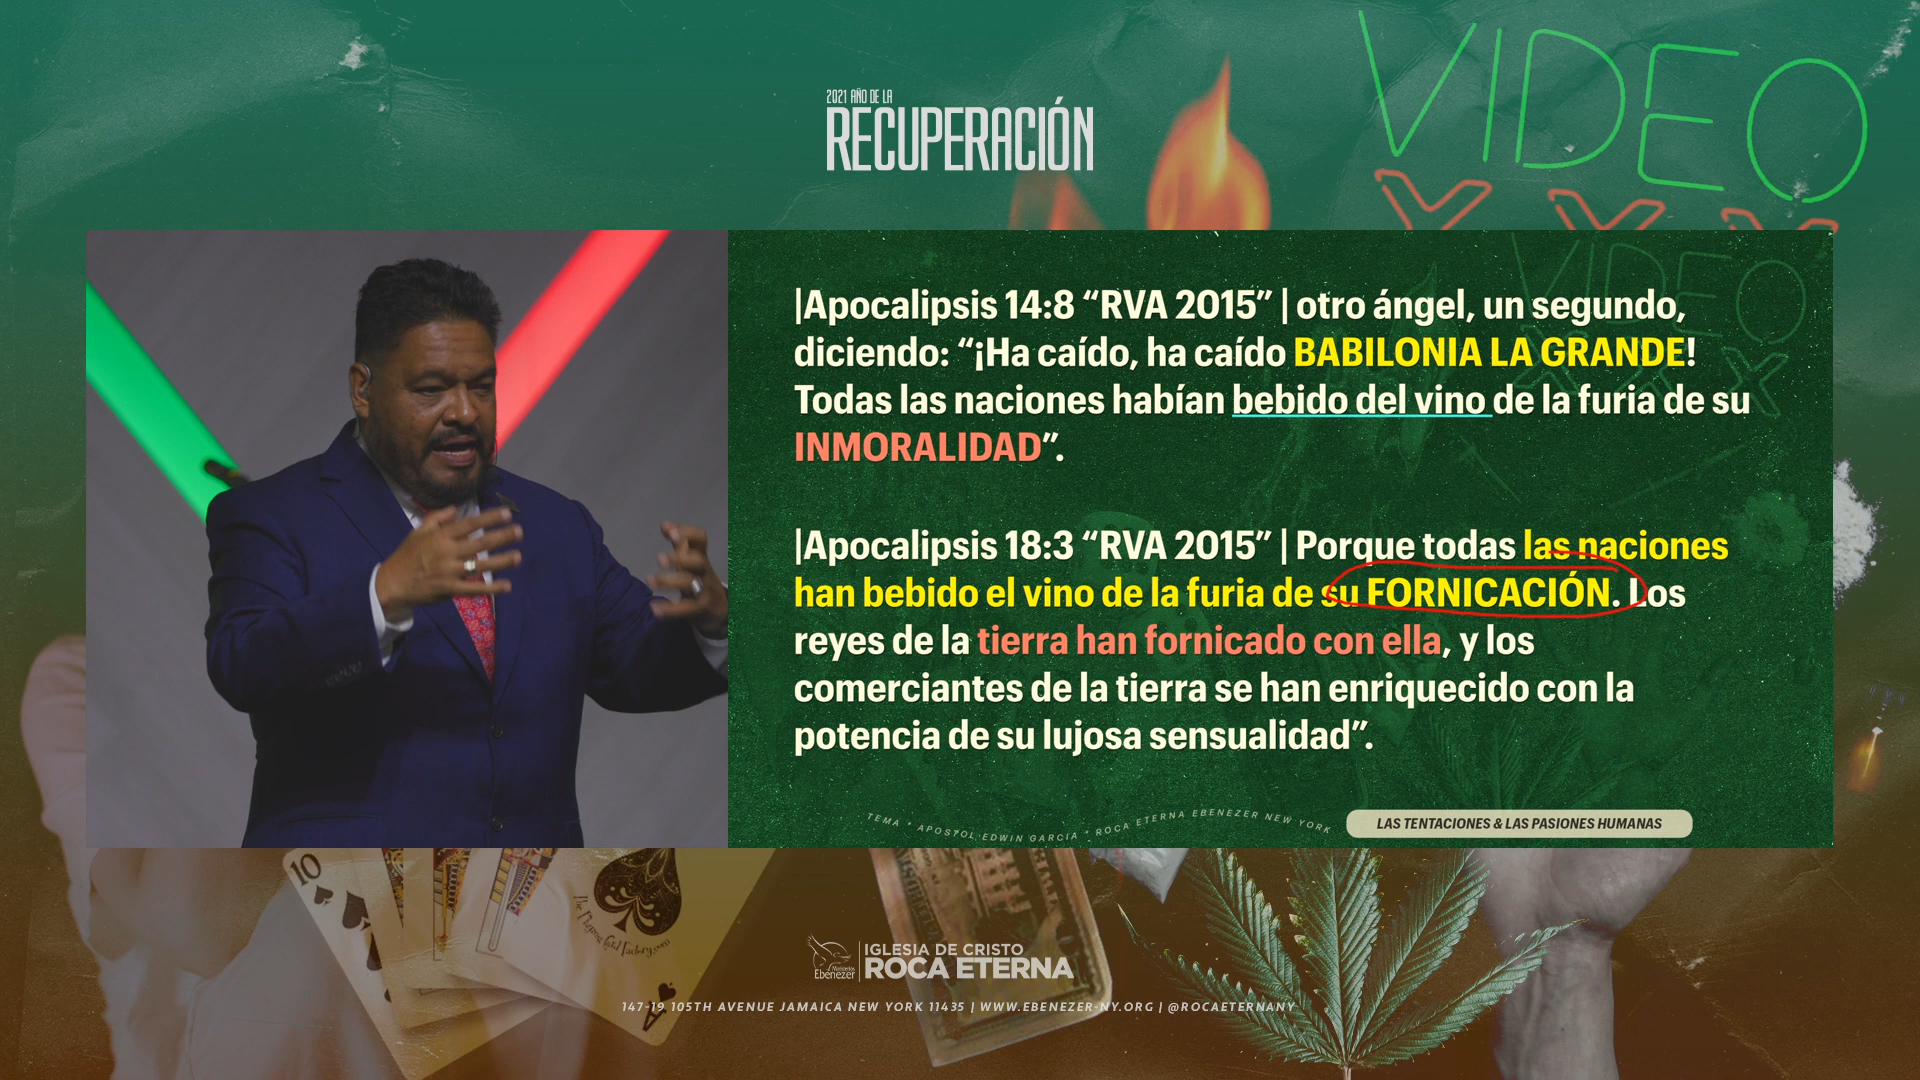 VIDEO
XXX
2021 AÑO DE LA
RECUPERACIÓN
|Apocalipsis 14:8 “RVA 2015” | otro ángel, un segundo,
diciendo: “¡Ha caído, ha caído BABILONIA LA GRANDE!
Todas las naciones habían bebido del vino de la furia de su
INMORALIDAD”.
|Apocalipsis 18:3 “RVA 2015” | Porque todas las naciones
han bebido el vino de la furia de su FORNICACIÓN. Los
reyes de la tierra han fornicado con ella, y los
comerciantes de la tierra se han enriquecido con la
potencia de su lujosa sensualidad”.
TEMA * APOSTOL EDWIN GARCIA * ROCA ETERNA EBENEZER NEW YORK
LAS TENTACIONES & LAS PASIONES HUMANAS
10
A
Ministerios
Ebenezer
IGLESIA DE CRISTO
ROCA ETERNA
147-19 105TH AVENUE JAMAICA NEW YORK 11435 | WWW.EBENEZER-NY.ORG | @ROCAETERNANY